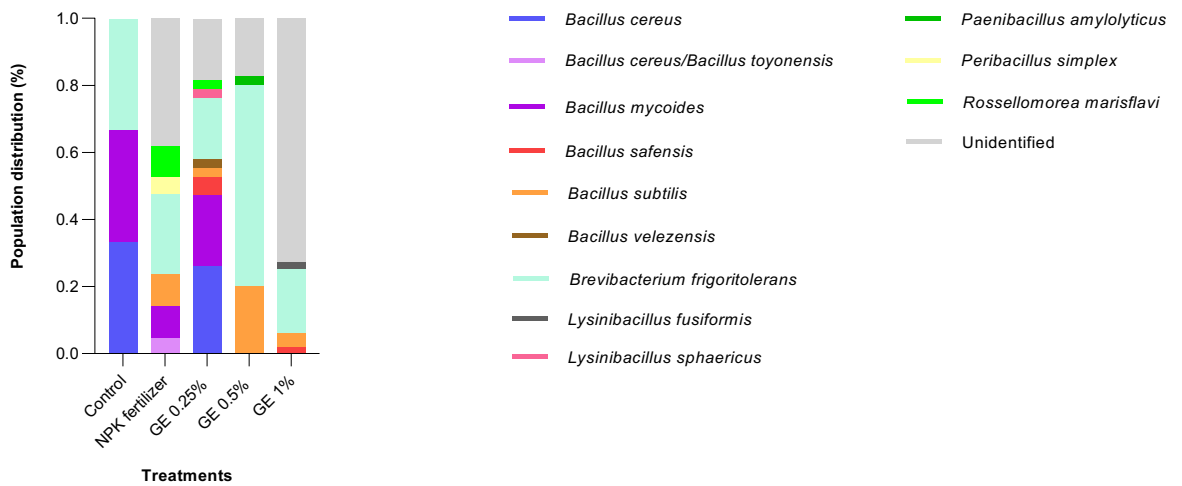 Population distribution (%)
1.0
0.8
0.6
0.4
0.2
0.0
Control
NPK fertilizer
GE 0.25%
GE 0.5%
GE 1%
Treatments
Bacillus cereus
Bacillus cereus/Bacillus toyonensis
Bacillus mycoides
Bacillus safensis
Bacillus subtilis
Bacillus velezensis
Brevibacterium frigoritolerans
Lysinibacillus fusiformis
Lysinibacillus sphaericus
Paenibacillus amylolyticus
Peribacillus simplex
Rossellomorea marisflavi
Unidentified